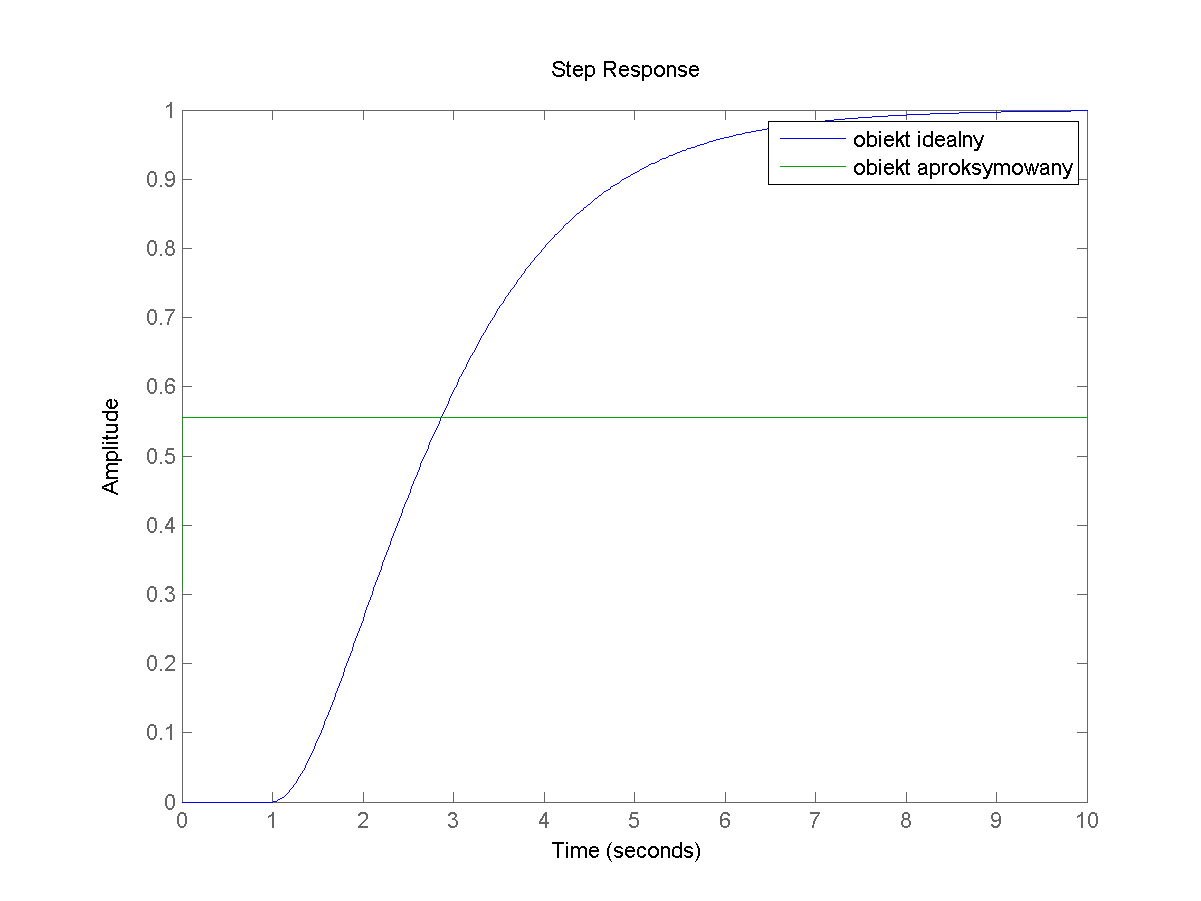 Step Response
1
0.9
0.8
0.7
0.6
0.5
0.4
0.3
0.2
0.1
0
Amplitude
obiekt idealny
obiekt aproksymowany
0 1 2 3 4 5 6 7 8 9 10
Time (seconds)